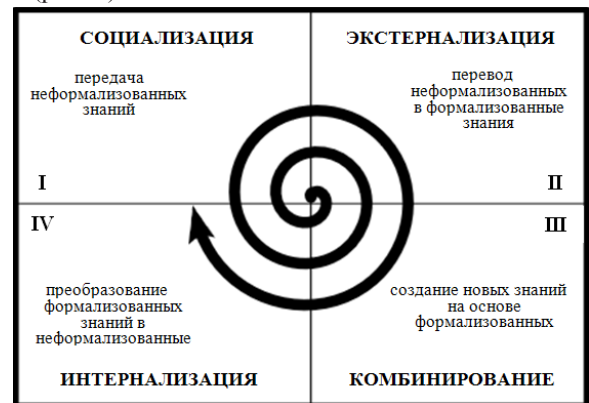 СОЦИАЛИЗАЦИЯ
передача
неформализованных
знаний
I
ЭКСТЕРНАЛИЗАЦИЯ
перевод
неформализованных
в формализованные
знания
II
IV
преобразование
формализованных
знаний в
неформализованные
ИНТЕРНАЛИЗАЦИЯ
III
создание новых знаний
на основе
формализованных
КОМБИНИРОВАНИЕ